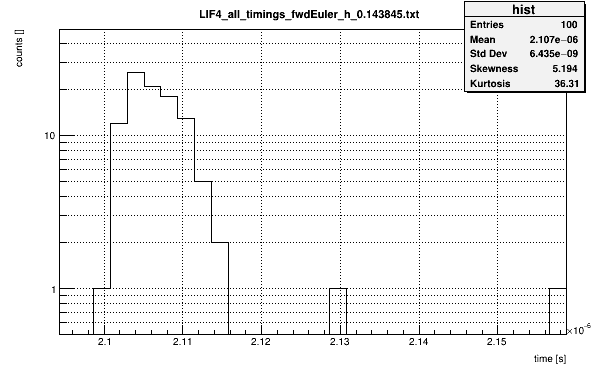 LIF4_all_timings_fwdEuler_h_0.143845.txt
hist
Entries 100
Mean 2.107e−06
Std Dev 6.435e−09
Skewness 5.194
Kurtosis 36.31
counts []
10
1
2.1 2.11 2.12 2.13 2.14 2.15
×10⁻⁶
time [s]